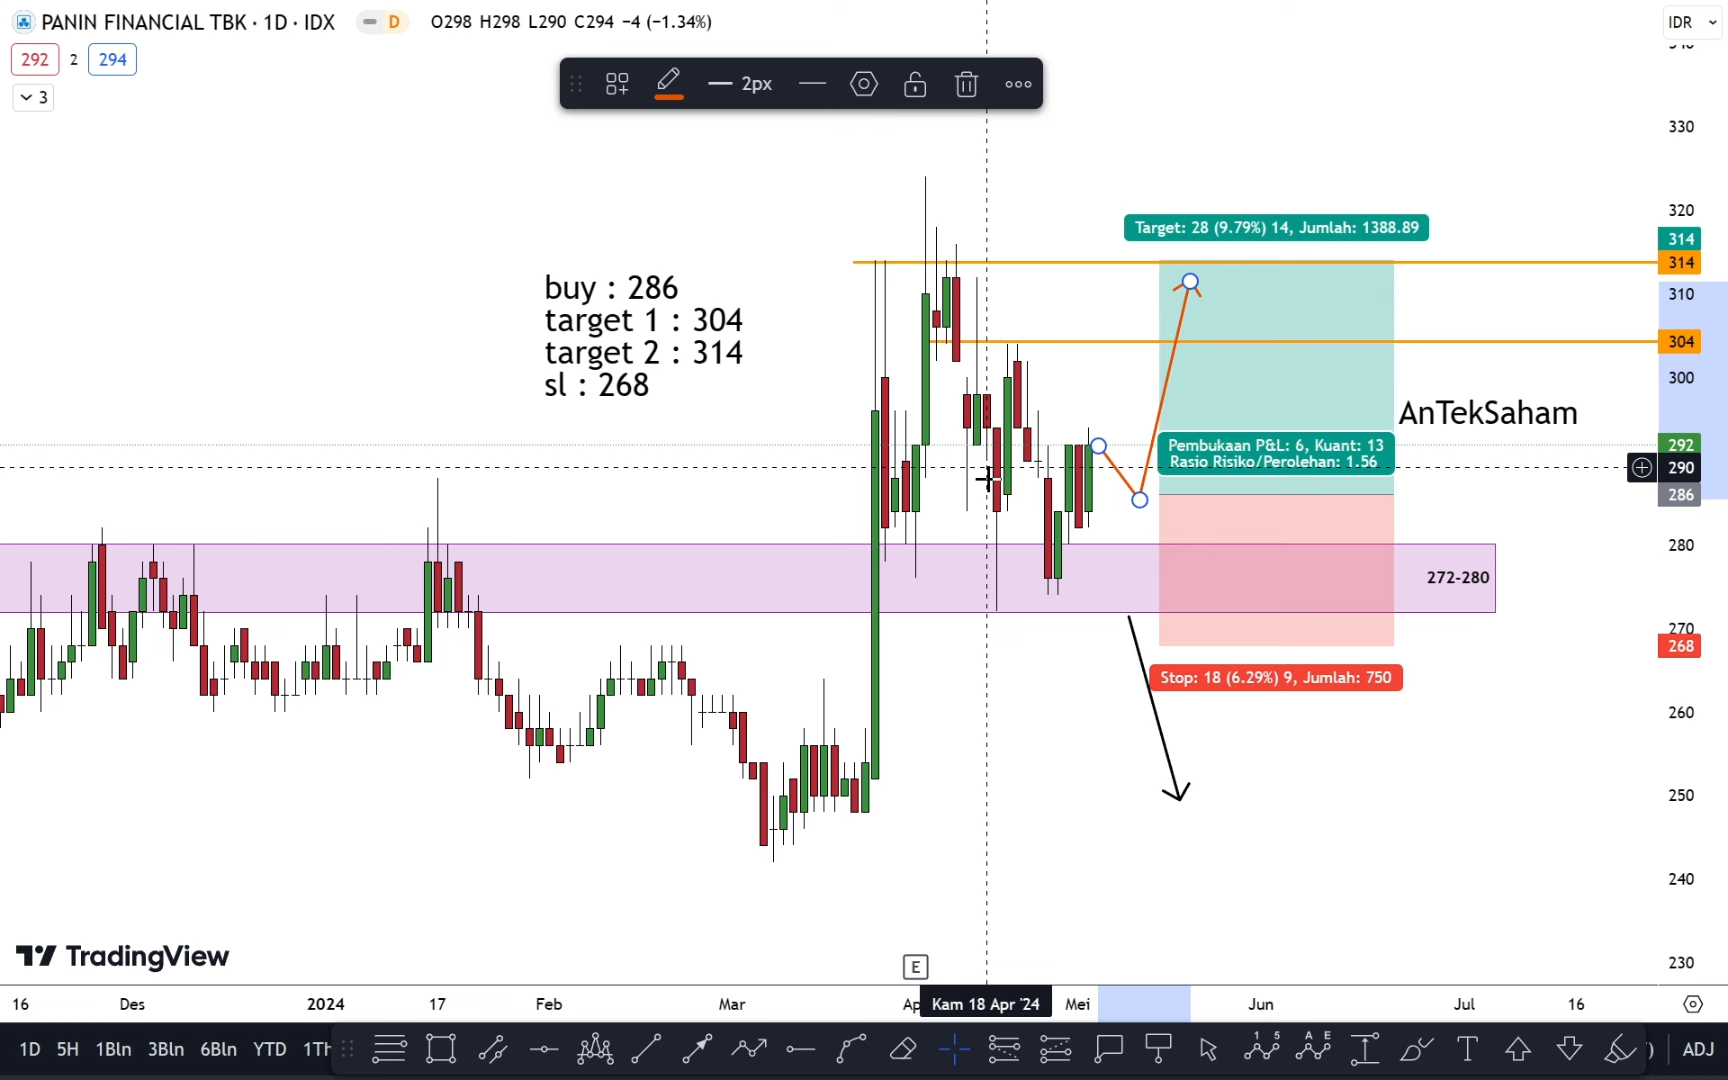 PANIN FINANCIAL TBK · 1D · IDX D O298 H298 L290 C294 −4 (−1.34%)
IDR
292 2 294
3
2px
330
320
Target: 28 (9.79%) 14, Jumlah: 1388.89
314
314
310
buy : 286
target 1 : 304
target 2 : 314
sl : 268
304
300
AnTekSaham
Pembukaan P&L: 6, Kuant: 13
Rasio Risiko/Perolehan: 1.56
292
290
286
280
272-280
270
268
Stop: 18 (6.29%) 9, Jumlah: 750
260
250
240
TradingView
E
230
16 Des 2024 17 Feb Mar Ap Kam 18 Apr '24 Mei Jun Jul 16
1D 5H 1Bln 3Bln 6Bln YTD 1Th ADJ